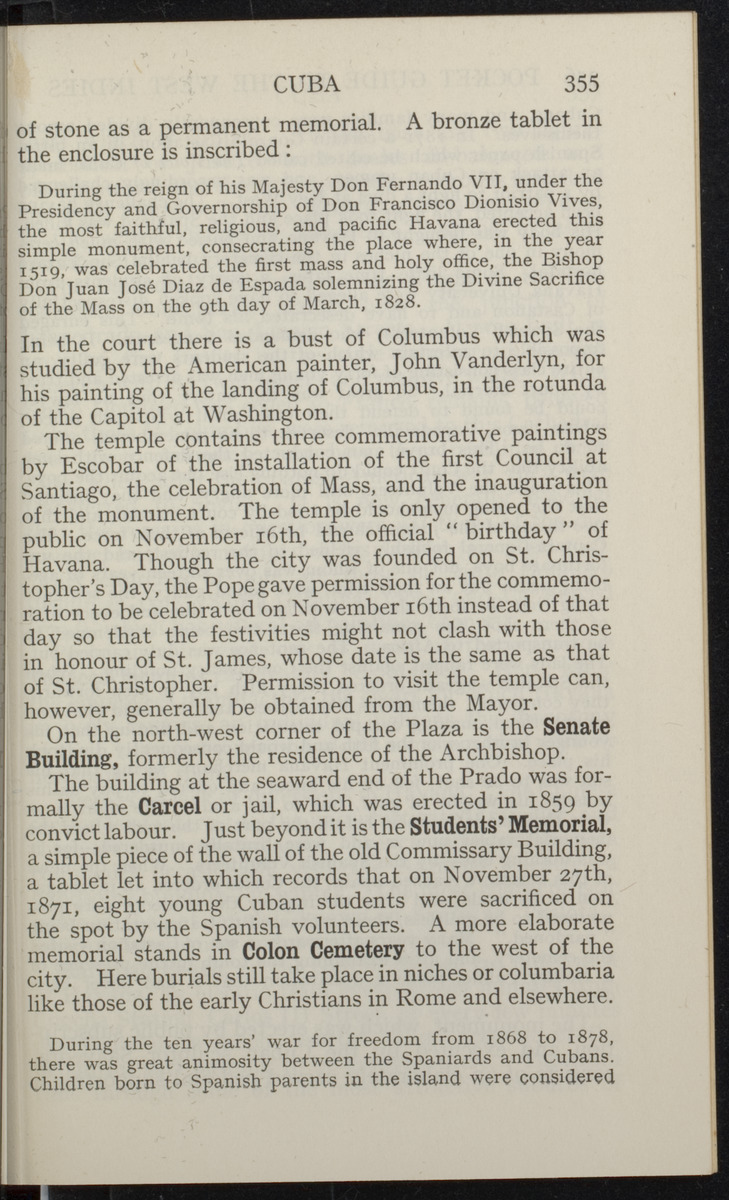 CUBA 355
of stone as a permanent memorial. A bronze tablet in
the enclosure is inscribed :
During the reign of his Majesty Don Fernando VII, under the
Presidency and Governorship of Don Francisco Dionisio Vives,
the most faithful, religious, and pacific Havana erected this
simple monument, consecrating the place where, in the year
1519, was celebrated the first mass and holy office, the Bishop
Don Juan José Diaz de Espada solemnizing the Divine Sacrifice
of the Mass on the 9th day of March, 1828.
In the court there is a bust of Columbus which was
studied by the American painter, John Vanderlyn, for
his painting of the landing of Columbus, in the rotunda
of the Capitol at Washington.
The temple contains three commemorative paintings
by Escobar of the installation of the first Council at
Santiago, the celebration of Mass, and the inauguration
of the monument. The temple is only opened to the
public on November 16th, the official “ birthday ” of
Havana. Though the city was founded on St. Chris-
topher’s Day, the Pope gave permission for the commemo-
ration to be celebrated on November 16th instead of that
day so that the festivities might not clash with those
in honour of St. James, whose date is the same as that
of St. Christopher. Permission to visit the temple can,
however, generally be obtained from the Mayor.
On the north-west corner of the Plaza is the Senate
Building, formerly the residence of the Archbishop.
The building at the seaward end of the Prado was for-
mally the Carcel or jail, which was erected in 1859 by
convict labour. Just beyond it is the Students’ Memorial,
a simple piece of the wall of the old Commissary Building,
a tablet let into which records that on November 27th,
1871, eight young Cuban students were sacrificed on
the spot by the Spanish volunteers. A more elaborate
memorial stands in Colon Cemetery to the west of the
city. Here burials still take place in niches or columbaria
like those of the early Christians in Rome and elsewhere.
During the ten years’ war for freedom from 1868 to 1878,
there was great animosity between the Spaniards and Cubans.
Children born to Spanish parents in the island were considered